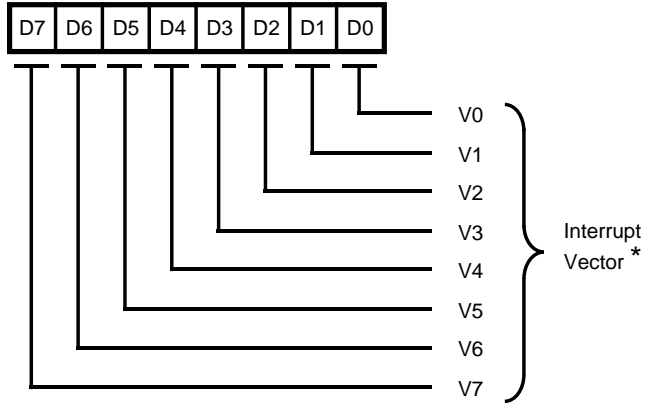 D7 D6 D5 D4 D3 D2 D1 D0
V0
V1
V2
V3
V4
V5
V6
V7
Interrupt
Vector *